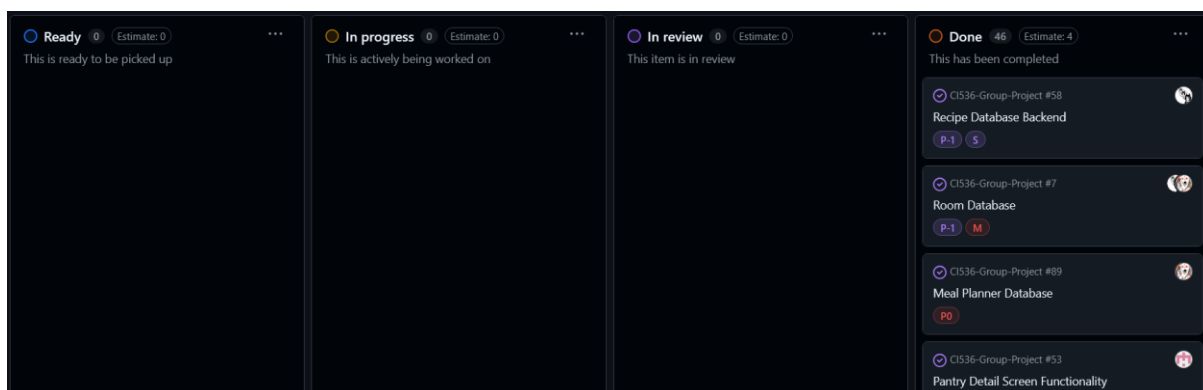 Ready 0 Estimate: 0
This is ready to be picked up
In progress 0 Estimate: 0
This is actively being worked on
In review 0 Estimate: 0
This item is in review
Done 46 Estimate: 4
This has been completed
CI536-Group-Project #58
Recipe Database Backend
P-1 S
CI536-Group-Project #7
Room Database
P-1 M
CI536-Group-Project #89
Meal Planner Database
P0
CI536-Group-Project #53
Pantry Detail Screen Functionality